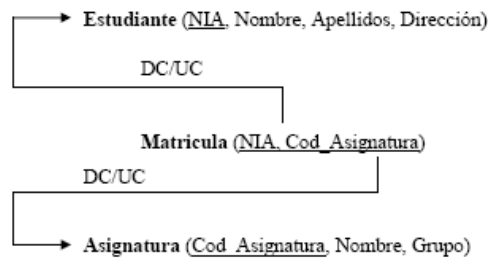 Estudiante (NIA, Nombre, Apellidos, Dirección)
DC/UC
Matricula (NIA, Cod_Asignatura)
DC/UC
Asignatura (Cod_Asignatura, Nombre, Grupo)